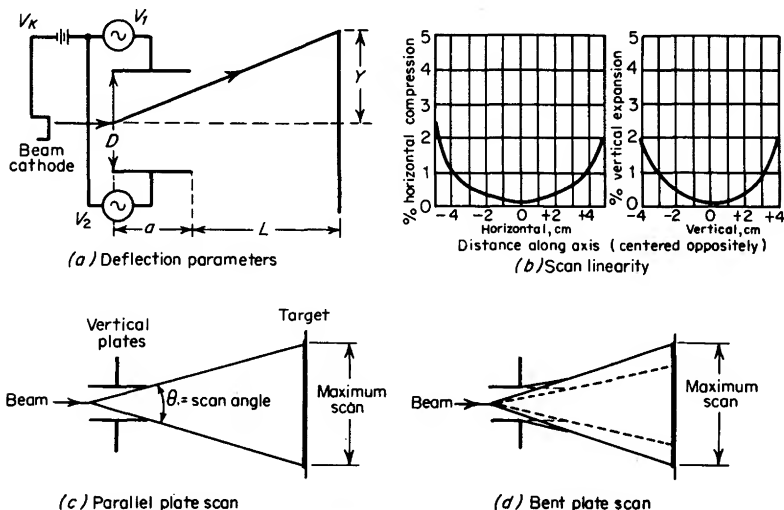 V_K
V_1
Y
D
Beam
cathode
V_2
a
L
(a) Deflection parameters
% horizontal compression
5
4
3
2
1
0
-4 -2 0 +2 +4
Horizontal, cm
% vertical expansion
5
4
3
2
1
0
-4 -2 0 +2 +4
Vertical, cm
Distance along axis (centered oppositely)
(b) Scan linearity
Vertical
plates
Target
Beam
θ = scan angle
Maximum
scan
(c) Parallel plate scan
Beam
Maximum
scan
(d) Bent plate scan